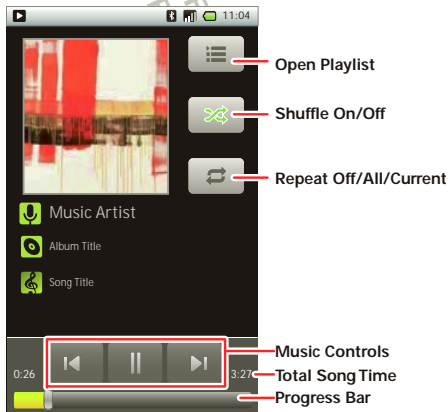 11:04
Open Playlist
Shuffle On/Off
Repeat Off/All/Current
Music Artist
Album Title
Song Title
Music Controls
0:26
3:27
Total Song Time
Progress Bar